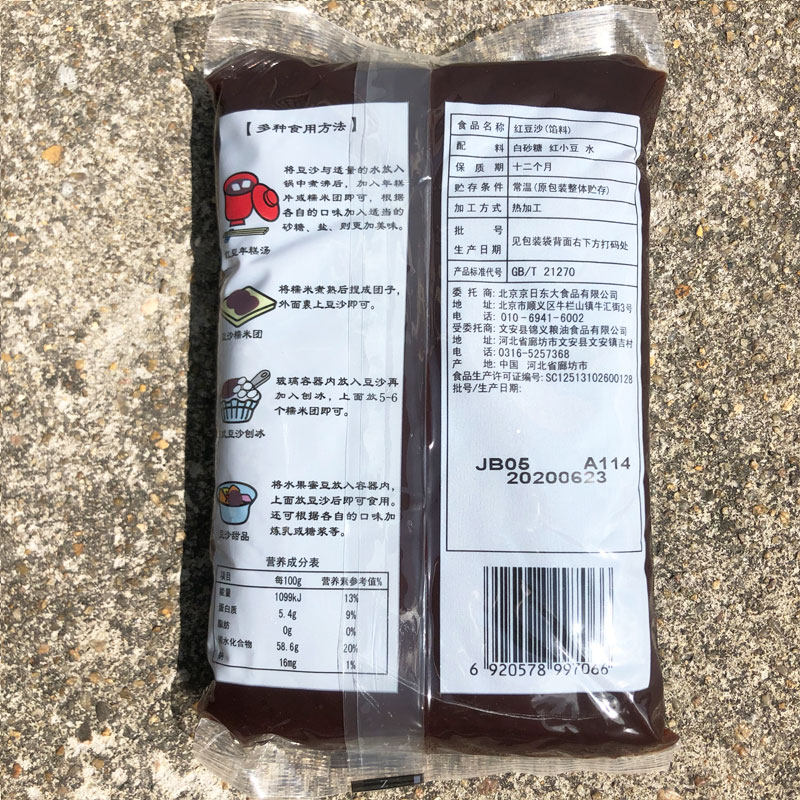 【多种食用方法】
将豆沙与适量的水放入
锅中煮沸后，加入年糕
片或糯米团即可，根据
各自的口味加入适当的
砂糖、盐、则更加美味。
豆年糕汤
将糯米煮熟后捏成团子，
外面裹上豆沙即可。
沙糯米团
玻璃容器内放入豆沙再
加入刨冰，上面放5-6
个糯米团即可。
豆沙刨冰
将水果蜜豆放入容器内，
上面放豆沙后即可食用。
还可根据各自的口味加
炼乳或糖浆等。
豆沙甜品
营养成分表
项目 每100g 营养素参考值%
能量 1099kJ 13%
蛋白质 5.4g 9%
脂肪 0g 0%
水化合物 58.6g 20%
16mg 1%
食品名称 红豆沙(馅料)
配料 白砂糖 红小豆 水
保质期 十二个月
贮存条件 常温(原包装整体贮存)
加工方式 热加工
批号
生产日期 见包装袋背面右下方打码处
产品标准代号 GB/T 21270
委托商:北京京日东大食品有限公司
地址:北京市顺义区牛栏山镇牛汇街3号
电话:010-6941-6002
受委托商:文安县锦义粮油食品有限公司
地址:河北省廊坊市文安县文安镇吉村
电话:0316-5257368
产地:中国 河北省廊坊市
食品生产许可证编号:SC12513102600128
批号/生产日期:
JB05 A114
20200623
6 920578 997066